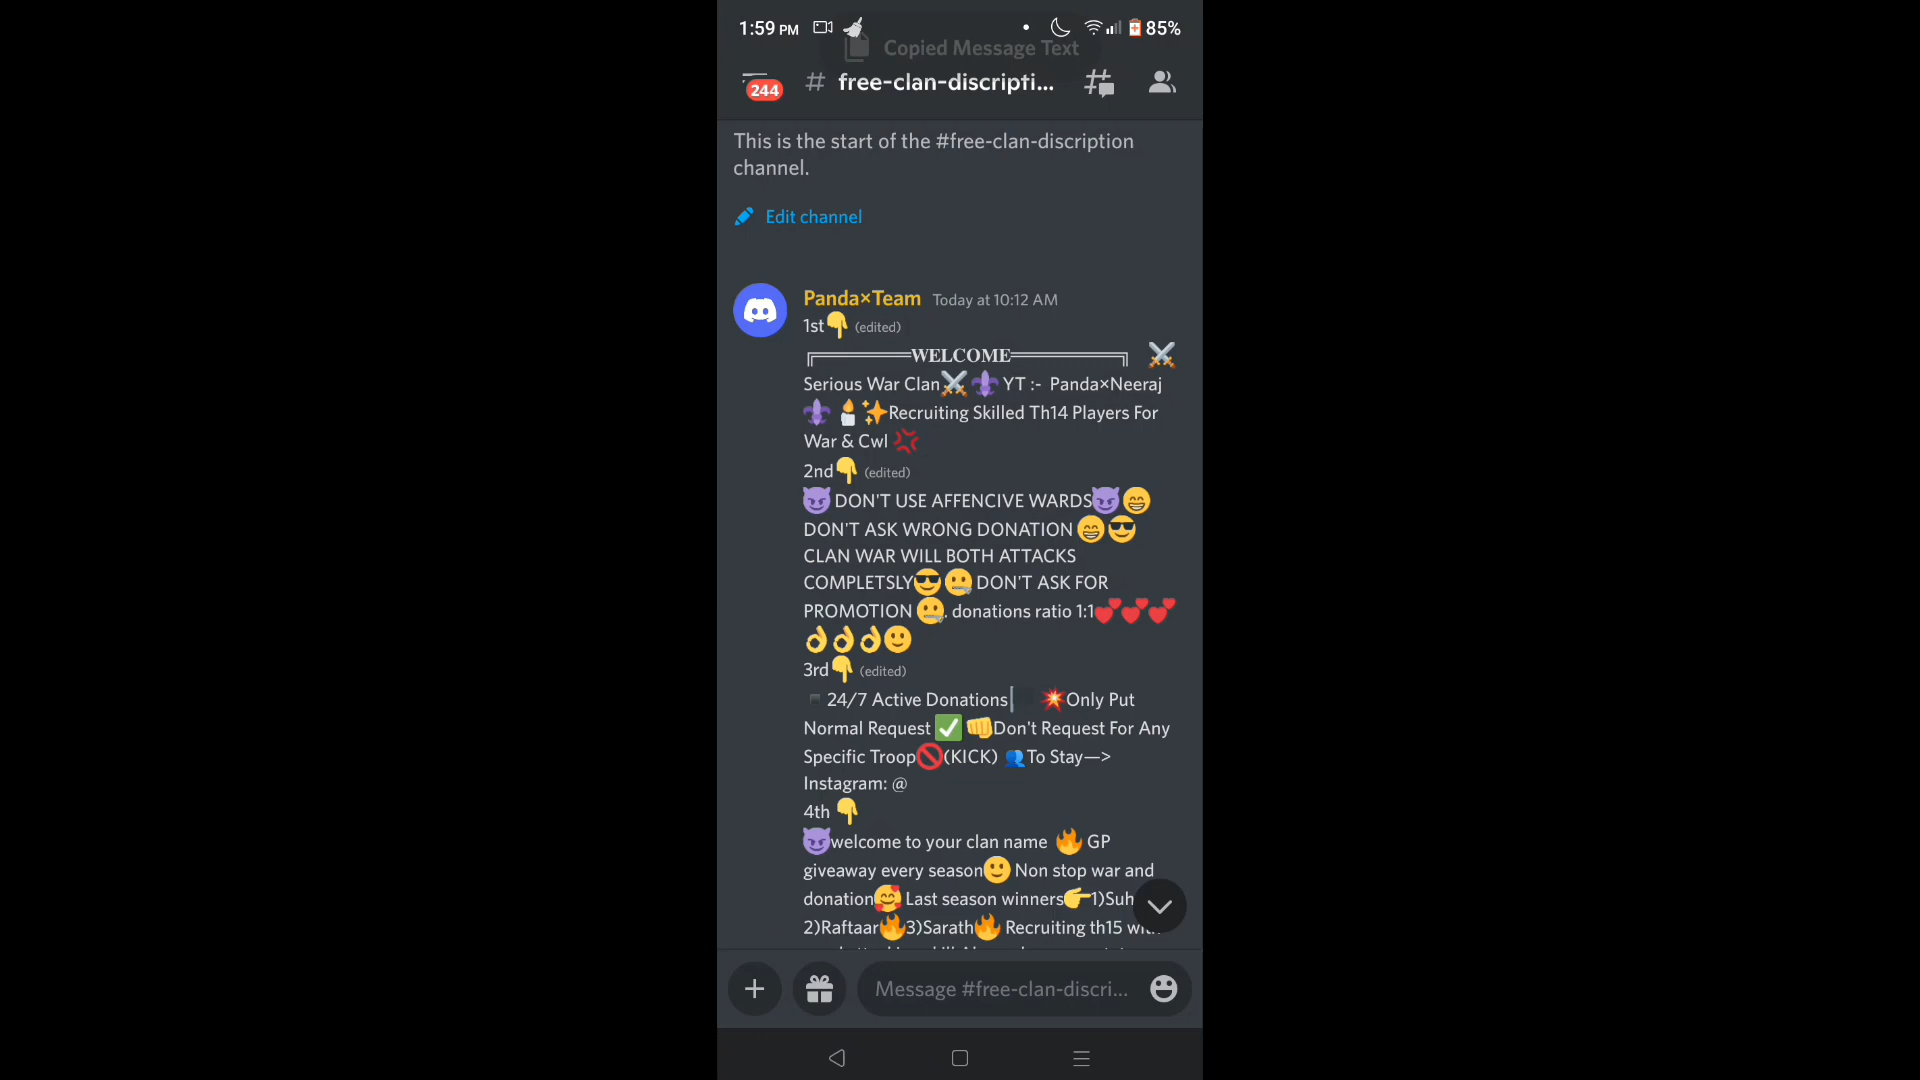 1:59 PM 85%
Copied Message Text
244 # free-clan-discripti...
This is the start of the #free-clan-discription
channel.
Edit channel
Panda×Team Today at 10:12 AM
1st👇 (edited)
╔════════WELCOME═════════╗ ⚔️
Serious War Clan⚔️⚜️YT :- Panda×Neeraj
⚜️🕯️✨Recruiting Skilled Th14 Players For
War & Cwl 💢
2nd👇 (edited)
😈DON'T USE AFFENCIVE WARDS😈😁
DON'T ASK WRONG DONATION😁😎
CLAN WAR WILL BOTH ATTACKS
COMPLETSLY😎🤐DON'T ASK FOR
PROMOTION🤐. donations ratio 1:1💕💕💕
👌👌👌🙂
3rd👇 (edited)
▪️24/7 Active Donations🏴 💥Only Put
Normal Request ✅ 👊Don't Request For Any
Specific Troop🚫(KICK) 👥To Stay—>
Instagram: @
4th 👇
😈welcome to your clan name 🔥 GP
giveaway every season🙂 Non stop war and
donation🥰 Last season winners👉1)Suh
2)Raftaar🔥3)Sarath🔥 Recruiting th15
Message #free-clan-discri...